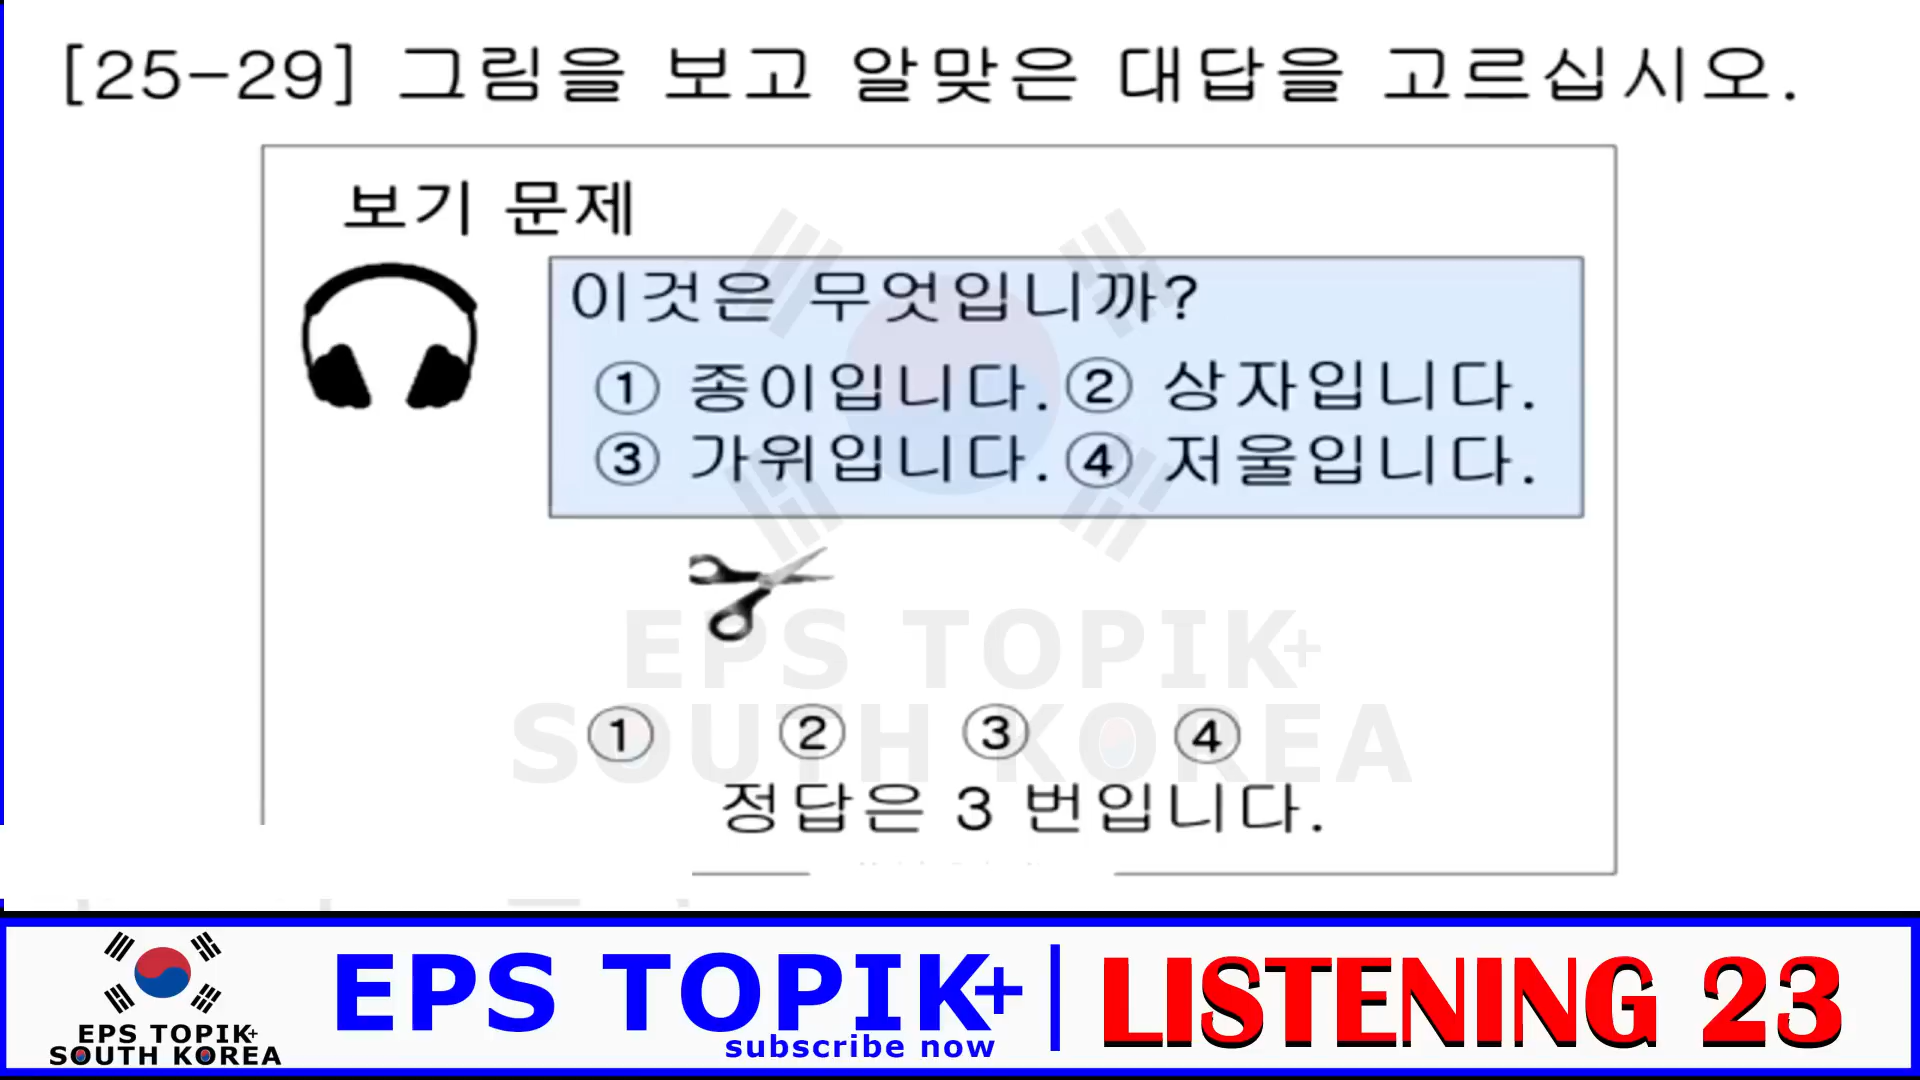 [25-29] 그림을 보고 알맞은 대답을 고르십시오.
보기 문제
이것은 무엇입니까?
① 종이입니다. ② 상자입니다.
③ 가위입니다. ④ 저울입니다.
EPS TOPIK+
SOUTH KOREA
① ② ③ ④
정답은 3 번입니다.
EPS TOPIK+
SOUTH KOREA
EPS TOPIK+ | LISTENING 23
subscribe now